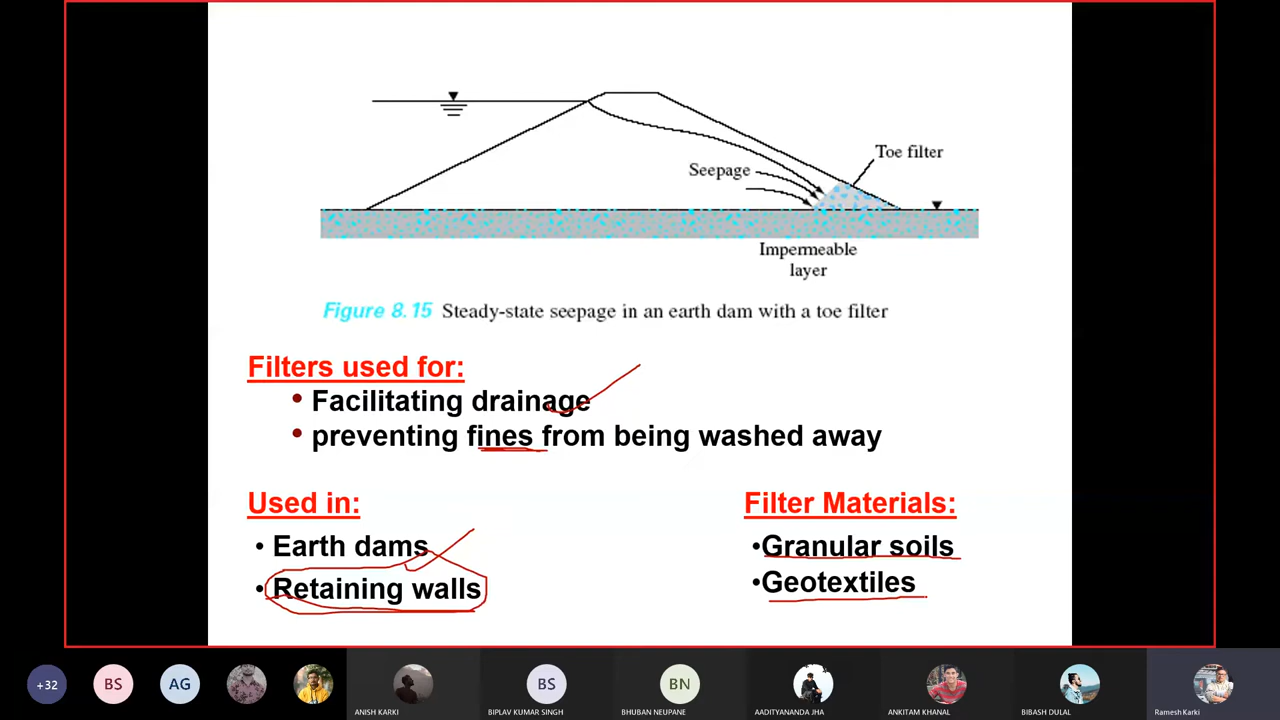 Toe filter
Seepage
Impermeable
layer
Figure 8.15 Steady-state seepage in an earth dam with a toe filter
Filters used for:
• Facilitating drainage
• preventing fines from being washed away
Used in:
• Earth dams
• Retaining walls
Filter Materials:
•Granular soils
•Geotextiles
+32
BS
AG
ANISH KARKI
BS
BIPLAV KUMAR SINGH
BN
BHUBAN NEUPANE
AADITYANANDA JHA
ANKITAM KHANAL
BIBASH DULAL
Ramesh Karki